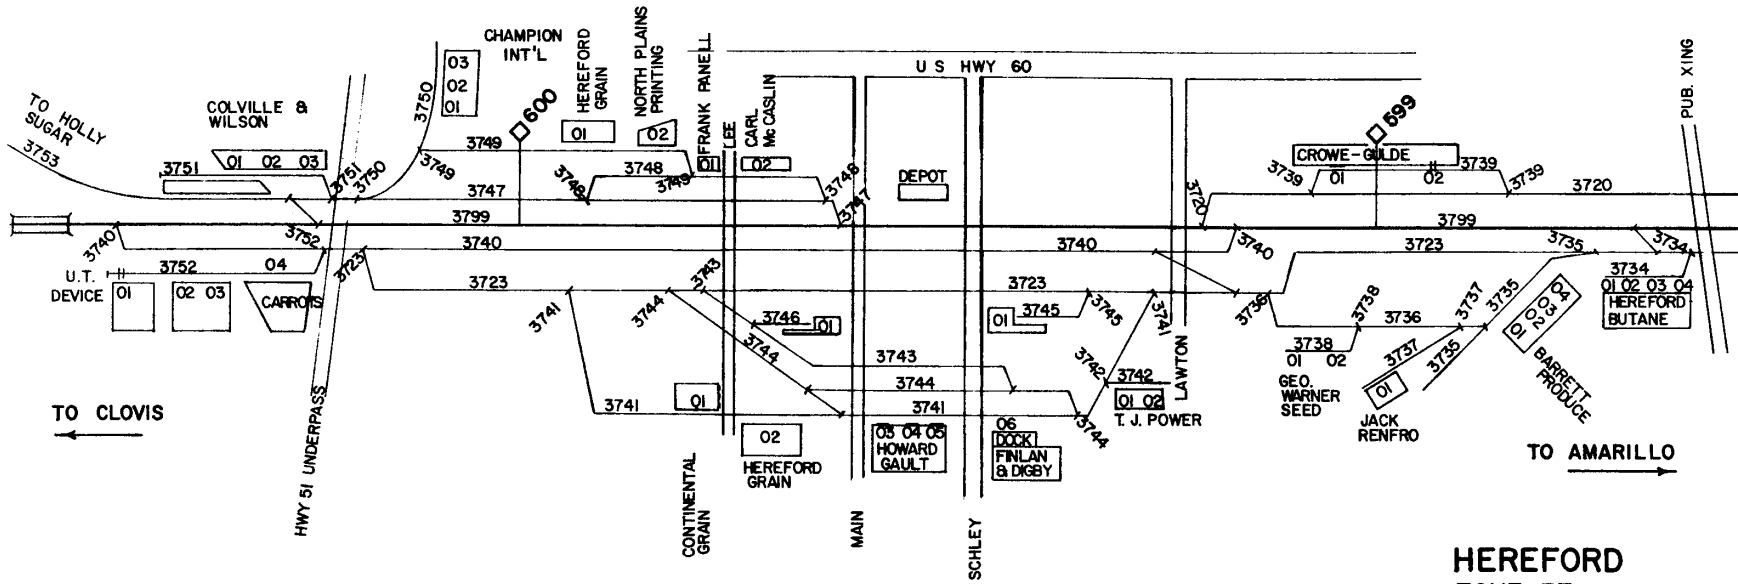 TO HOLLY
SUGAR
3753
COLVILLE &
WILSON
3751
01 02 03
3751
3750
3750
03
02
01
CHAMPION
INT'L
600
HEREFORD
GRAIN
01
NORTH PLAINS
PRINTING
02
FRANK PANELL
01
LEE
CARL
McCASLIN
02
U S HWY 60
DEPOT
599
CROWE-GULDE
01 02
PUB. XING
3749
3749
3749
3748
3748
3748
3747
3747
3739
3739
3739
3720
3720
3799
3799
3740
3740
3740
3740
3752
3752
04
U.T.
DEVICE
01
02 03
CARROTS
3723
3723
3723
3723
3735
3734
3734
01 02 03 04
HEREFORD
BUTANE
3741
3744
3743
3746
01
3745
01
3745
3741
3736
3738
3736
3737
3735
3738
01 02
GEO.
WARNER
SEED
3737
3735
01
JACK
RENFRO
04
03
02
01
BARRETT
PRODUCE
3744
3743
3744
3742
3742
01 02
T. J. POWER
LAWTON
01
3741
3741
3744
CONTINENTAL
GRAIN
02
HEREFORD
GRAIN
03 04 05
HOWARD
GAULT
06
DOCK
FINLAN
& DIGBY
HWY 51 UNDERPASS
MAIN
SCHLEY
TO CLOVIS
TO AMARILLO
HEREFORD